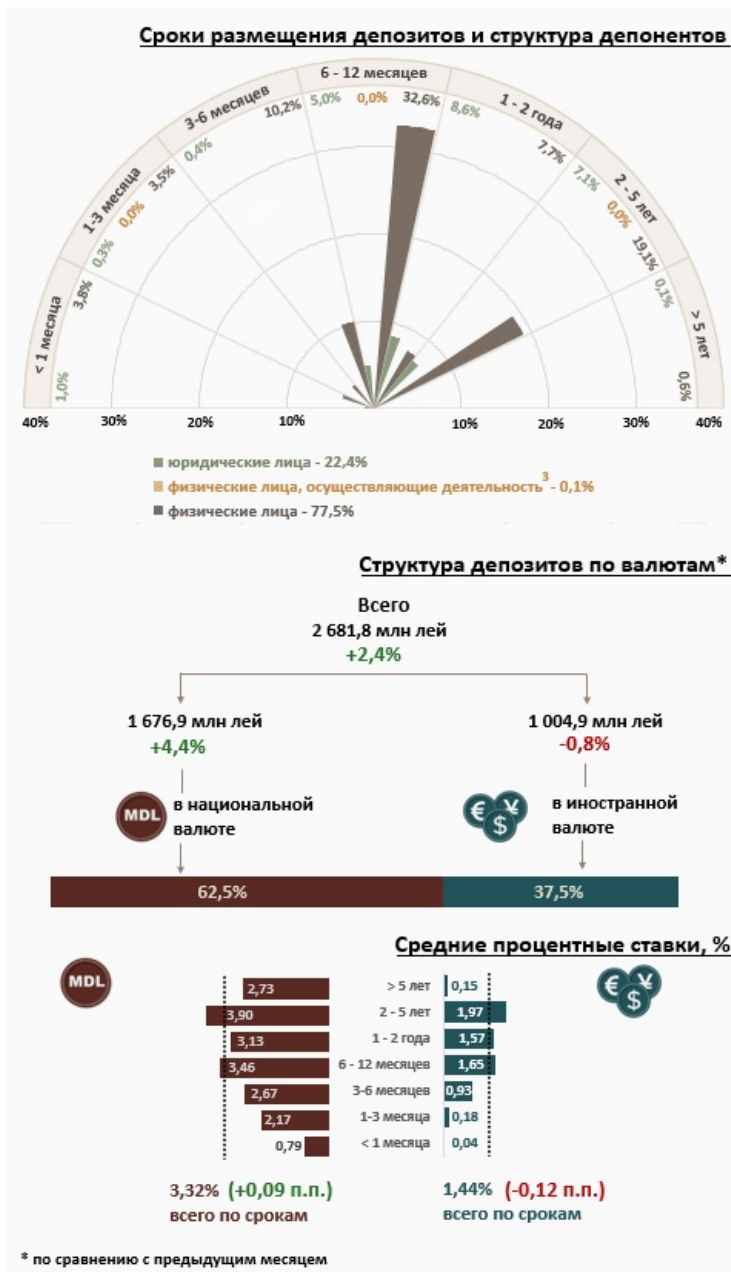 Сроки размещения депозитов и структура депонентов
< 1 месяца
1-3 месяца
3-6 месяцев
6 - 12 месяцев
1 - 2 года
2 - 5 лет
> 5 лет
1,0%
3,8%
0,3%
0,0%
3,5%
0,4%
10,2%
5,0%
0,0%
32,6%
8,6%
7,7%
7,1%
0,0%
19,1%
0,1%
0,6%
40% 30% 20% 10% 10% 20% 30% 40%
юридические лица - 22,4%
физические лица, осуществляющие деятельность3 - 0,1%
физические лица - 77,5%
Структура депозитов по валютам*
Всего
2 681,8 млн лей
+2,4%
1 676,9 млн лей
+4,4%
1 004,9 млн лей
-0,8%
MDL
в национальной
валюте
€ ¥ $
в иностранной
валюте
62,5% 37,5%
Средние процентные ставки, %
MDL
€ ¥ $
2,73 > 5 лет 0,15
3,90 2 - 5 лет 1,97
3,13 1 - 2 года 1,57
3,46 6 - 12 месяцев 1,65
2,67 3-6 месяцев 0,93
2,17 1-3 месяца 0,18
0,79 < 1 месяца 0,04
3,32% (+0,09 п.п.)
всего по срокам
1,44% (-0,12 п.п.)
всего по срокам
* по сравнению с предыдущим месяцем